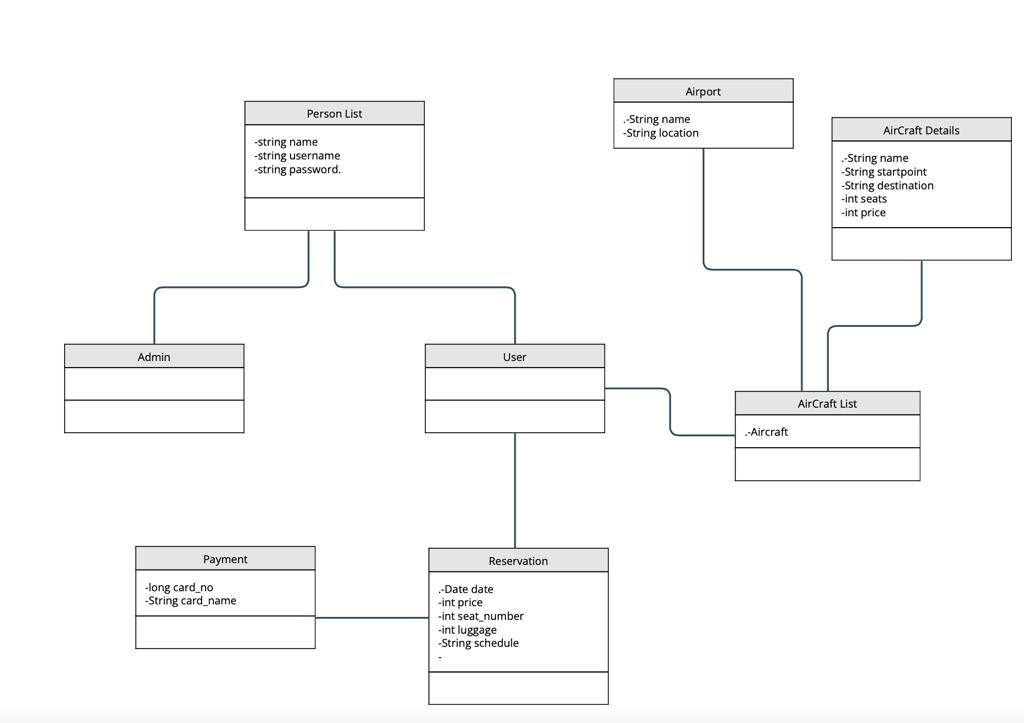 Person List
-string name
-string username
-string password.
Airport
.-String name
-String location
AirCraft Details
.-String name
-String startpoint
-String destination
-int seats
-int price
Admin
User
AirCraft List
.-Aircraft
Payment
-long card_no
-String card_name
Reservation
.-Date date
-int price
-int seat_number
-int luggage
-String schedule
-